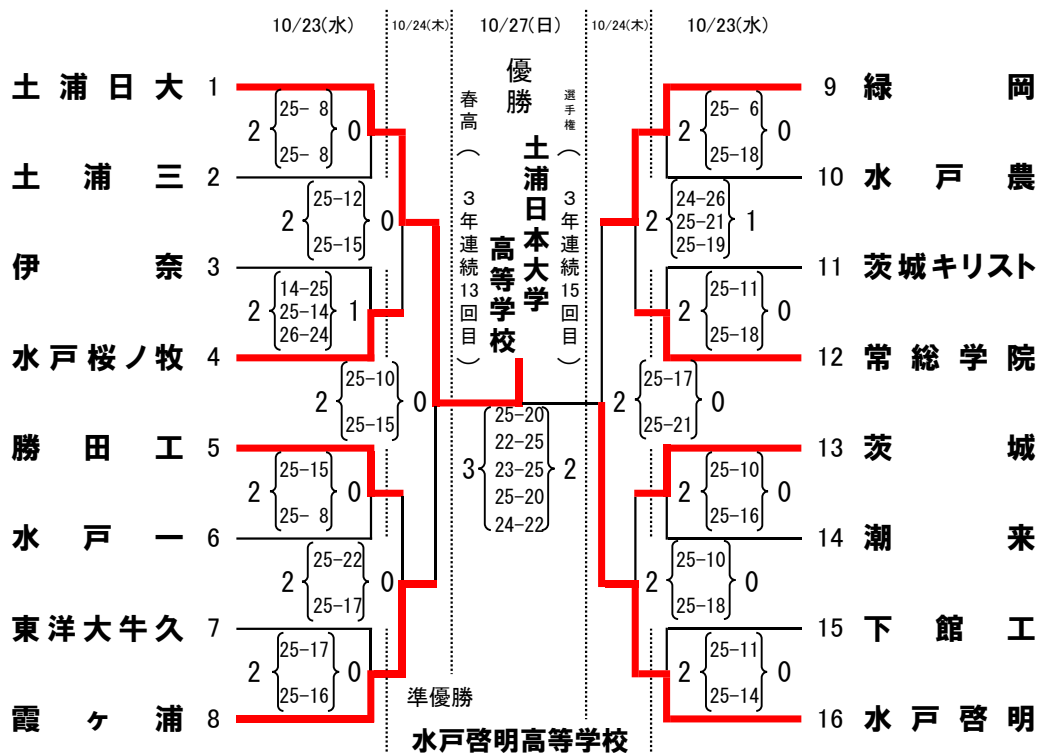 10/23(水) 10/24(木) 10/27(日) 10/24(木) 10/23(水)
優勝
春高（３年連続13回目）
選手権（３年連続15回目）
土浦日本大学
高等学校
土浦日大 1
2 25- 8 0
25- 8
土浦三 2
2 25-12 0
25-15
伊奈 3
2 14-25 1
25-14
26-24
水戸桜ノ牧 4
2 25-10 0
25-15
勝田工 5
2 25-15 0
25- 8
水戸一 6
2 25-22 0
25-17
東洋大牛久 7
2 25-17 0
25-16
霞ヶ浦 8
3 25-20 2
22-25
23-25
25-20
24-22
9 緑岡
2 25- 6 0
25-18
10 水戸農
2 24-26 1
25-21
25-19
11 茨城キリスト
2 25-11 0
25-18
12 常総学院
2 25-17 0
25-21
13 茨城
2 25-10 0
25-16
14 潮来
2 25-10 0
25-18
15 下館工
2 25-11 0
25-14
16 水戸啓明
準優勝
水戸啓明高等学校